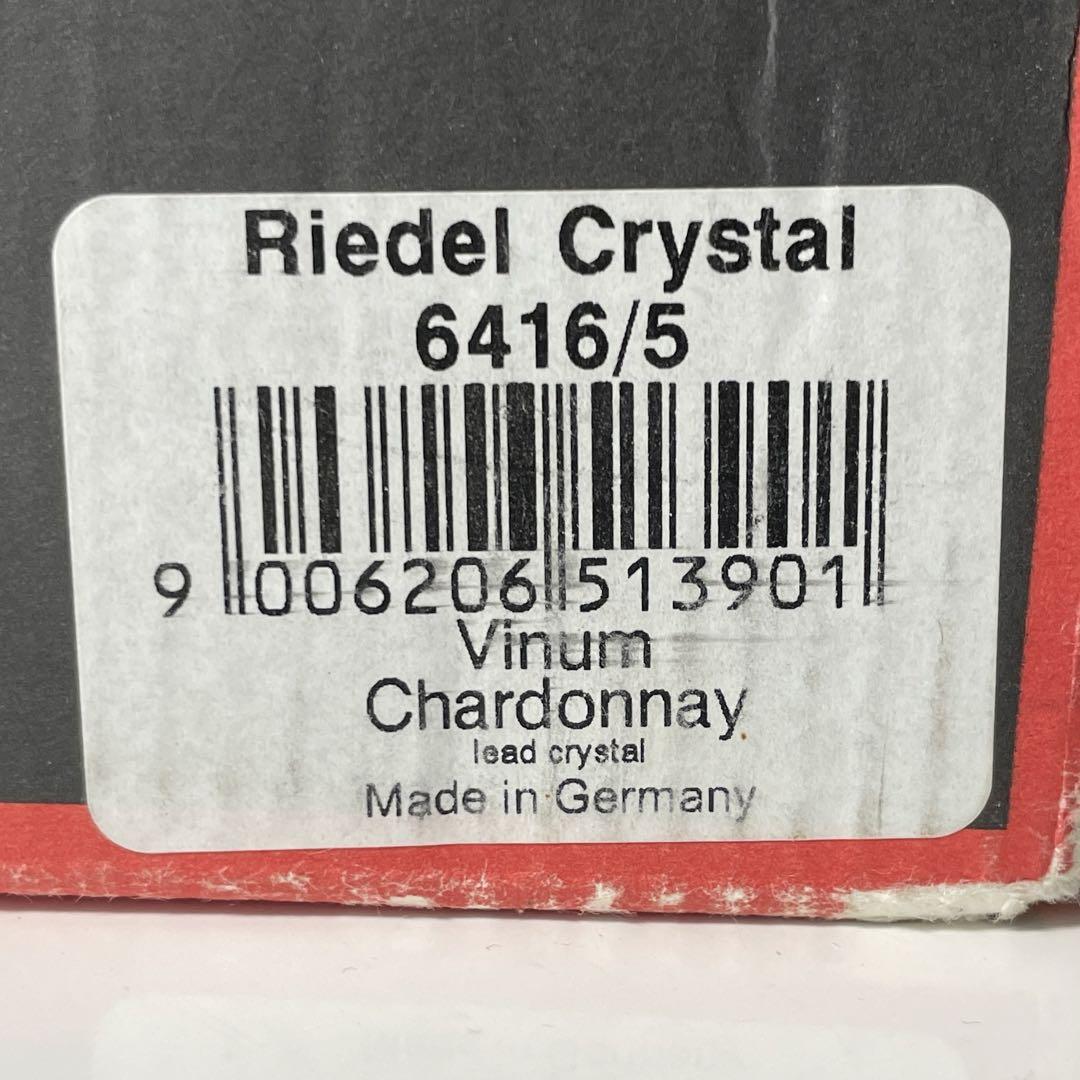 Riedel Crystal
6416/5
9 006206 513901
Vinum
Chardonnay
lead crystal
Made in Germany